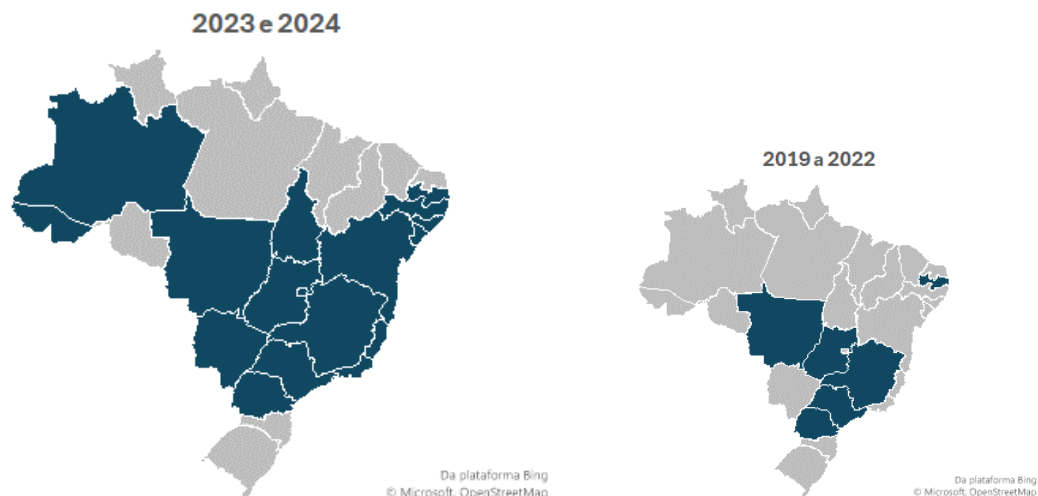 2023 e 2024
2019 a 2022
Da plataforma Bing
© Microsoft, OpenStreetMap
Da plataforma Bing
© Microsoft, OpenStreetMap